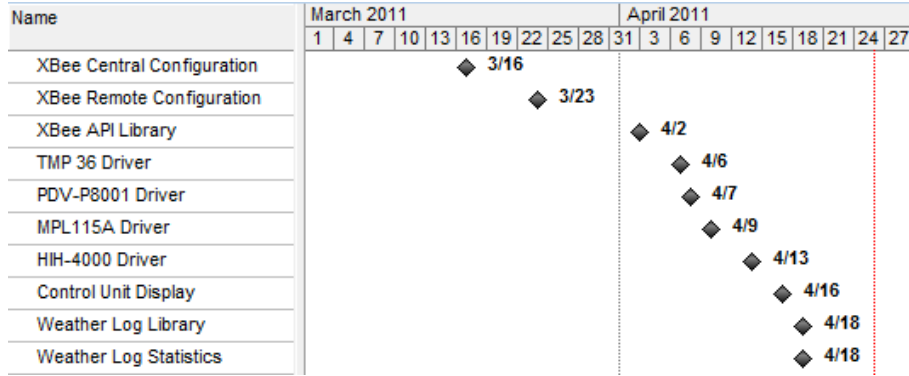 Name March 2011 April 2011
1 4 7 10 13 16 19 22 25 28 31 3 6 9 12 15 18 21 24 27
XBee Central Configuration 3/16
XBee Remote Configuration 3/23
XBee API Library 4/2
TMP 36 Driver 4/6
PDV-P8001 Driver 4/7
MPL115A Driver 4/9
HIH-4000 Driver 4/13
Control Unit Display 4/16
Weather Log Library 4/18
Weather Log Statistics 4/18